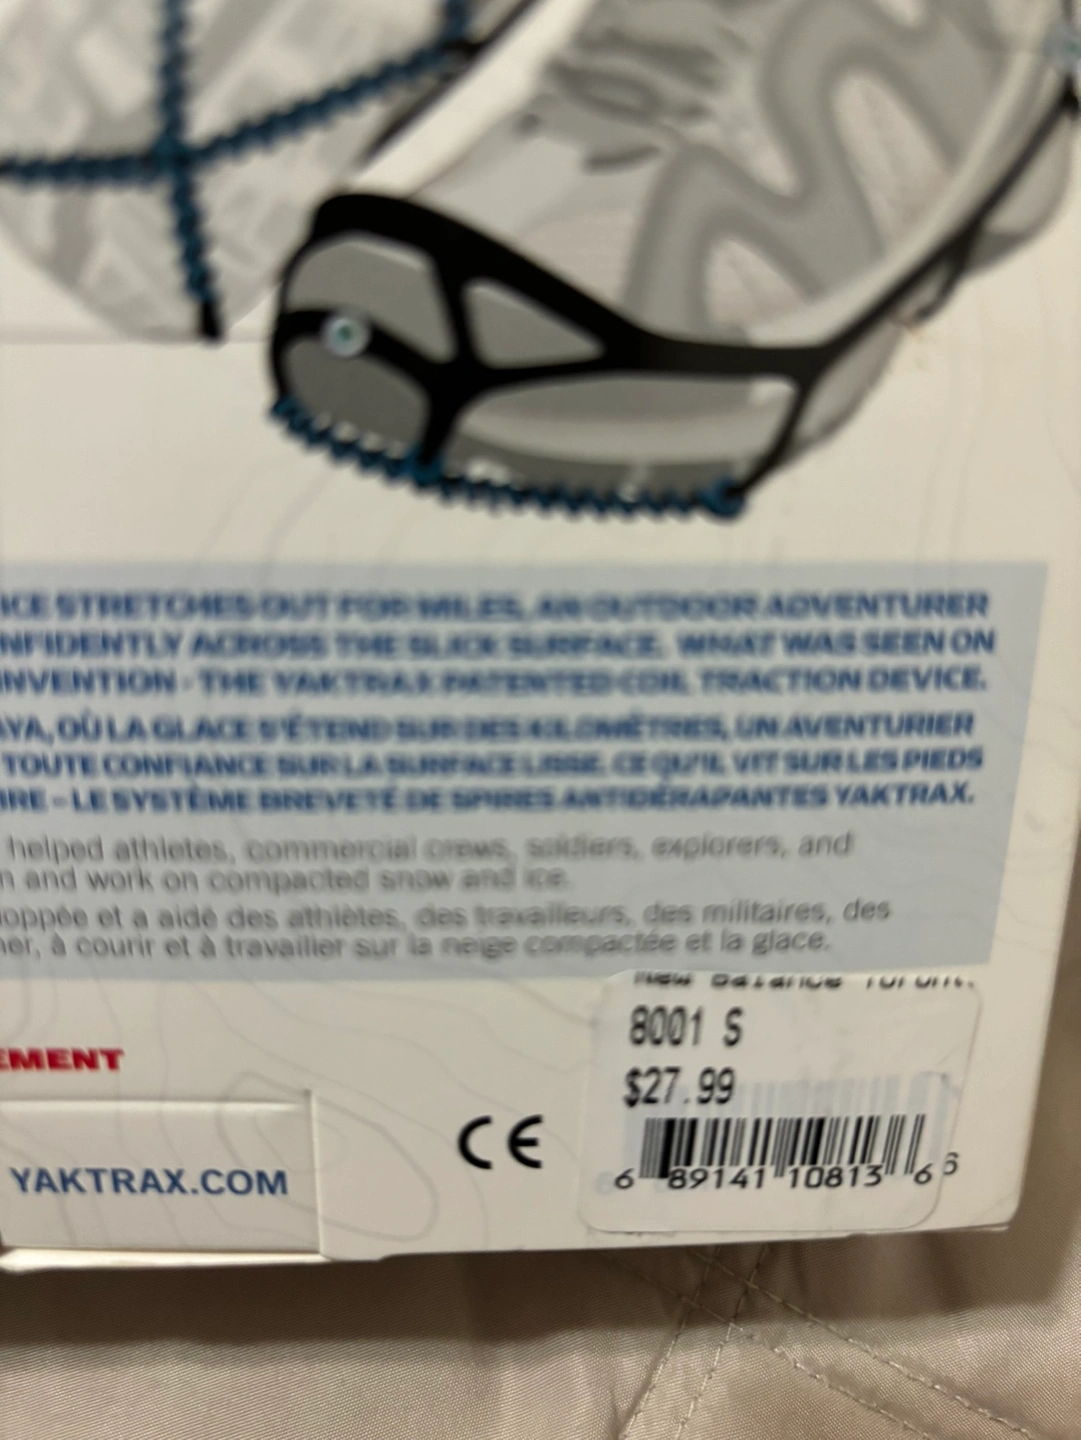 ICE STRETCHES OUT FOR MILES, AN OUTDOOR ADVENTURER
NFIDENTLY ACROSS THE SLICK SURFACE. WHAT WAS SEEN ON
INVENTION - THE YAKTRAX PATENTED COIL TRACTION DEVICE.
AYA, OÙ LA GLACE S'ÉTEND SUR DES KILOMÈTRES, UN AVENTURIER
TOUTE CONFIANCE SUR LA SURFACE LISSE. CE QU'IL VIT SUR LES PIEDS
BRE - LE SYSTÈME BREVETÉ DE SPIRES ANTIDÉRAPANTES YAKTRAX.
helped athletes, commercial crews, soldiers, explorers, and
n and work on compacted snow and ice.
loppée et a aidé des athlètes, des travailleurs, des militaires, des
her, à courir et à travailler sur la neige compactée et la glace.
New Balance Toront.
8001 S
EMENT
$27.99
CE
YAKTRAX.COM
6 89141 10813 6 6